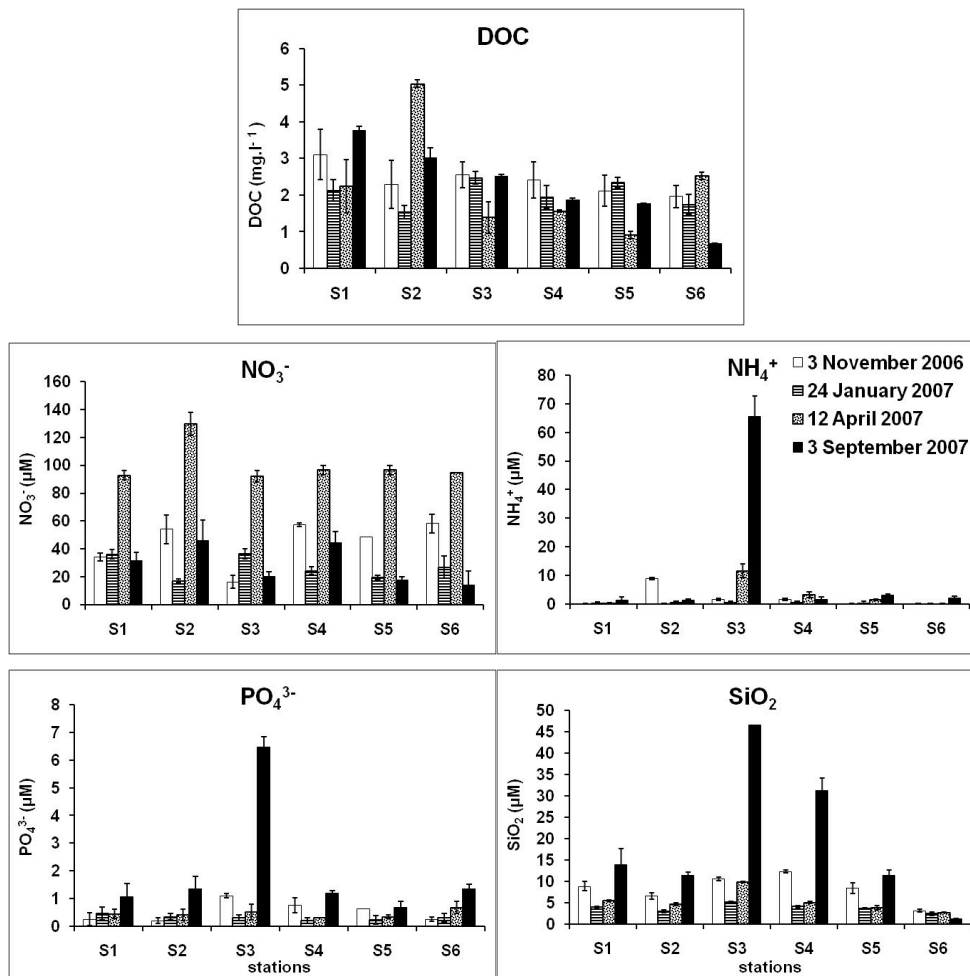 DOC
DOC (mg.l⁻¹)
6
5
4
3
2
1
0
S1 S2 S3 S4 S5 S6
NO₃⁻
NO₃⁻ (µM)
160
140
120
100
80
60
40
20
0
S1 S2 S3 S4 S5 S6
NH₄⁺
NH₄⁺ (µM)
80
70
60
50
40
30
20
10
0
3 November 2006
24 January 2007
12 April 2007
3 September 2007
S1 S2 S3 S4 S5 S6
PO₄³⁻
PO₄³⁻ (µM)
8
7
6
5
4
3
2
1
0
S1 S2 S3 S4 S5 S6
stations
SiO₂
SiO₂ (µM)
50
45
40
35
30
25
20
15
10
5
0
S1 S2 S3 S4 S5 S6
stations